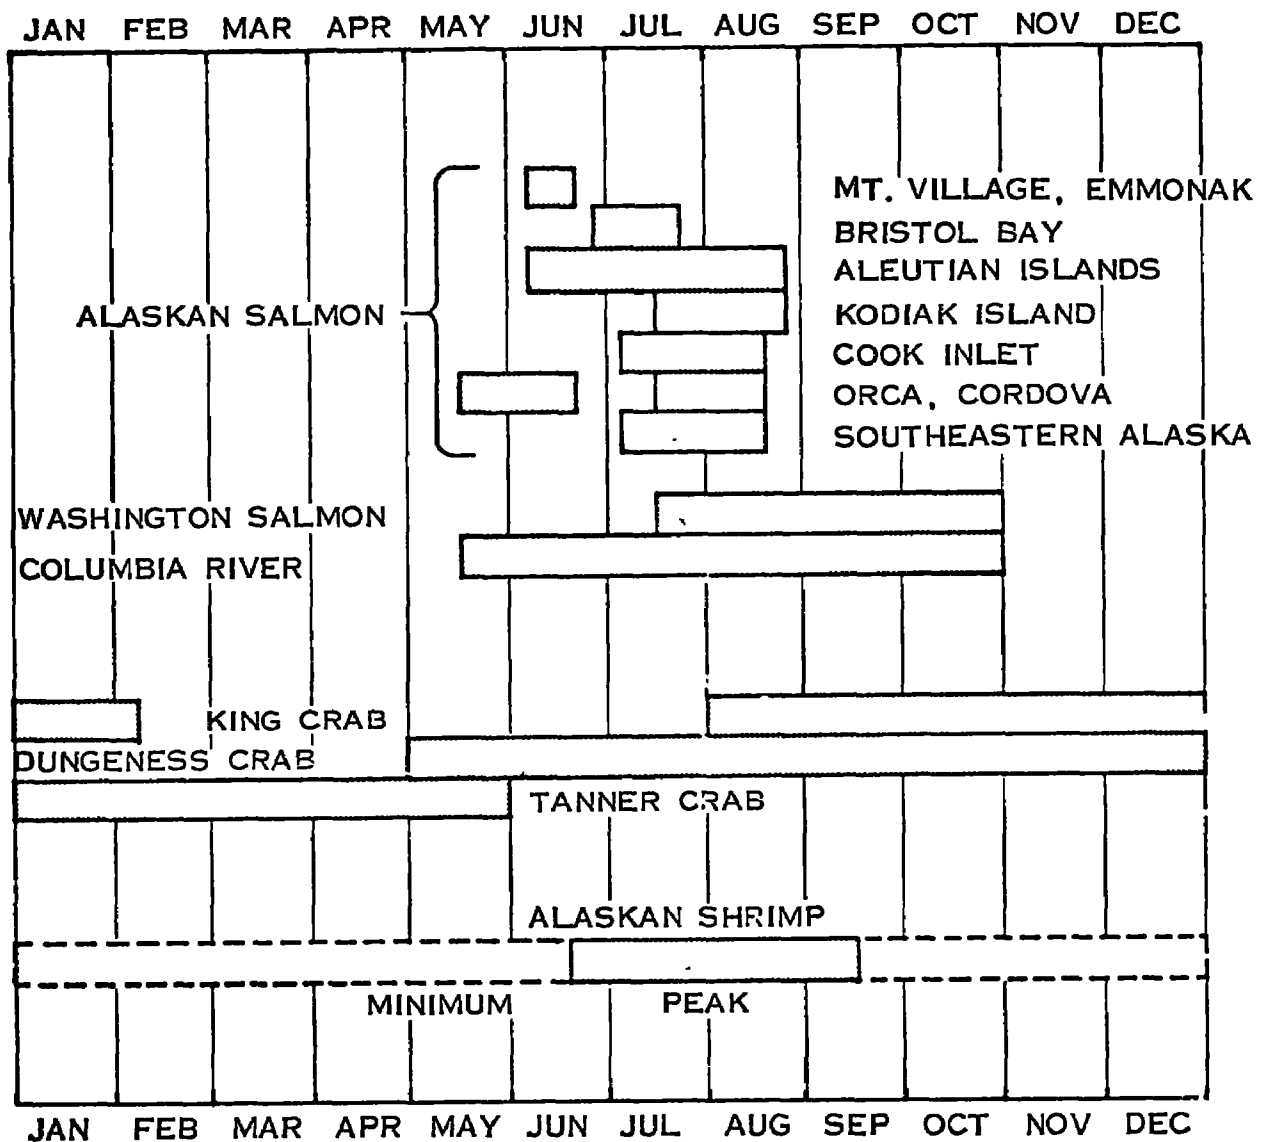 JAN FEB MAR APR MAY JUN JUL AUG SEP OCT NOV DEC
MT. VILLAGE, EMMONAK
BRISTOL BAY
ALEUTIAN ISLANDS
ALASKAN SALMON
KODIAK ISLAND
COOK INLET
ORCA, CORDOVA
SOUTHEASTERN ALASKA
WASHINGTON SALMON
COLUMBIA RIVER
KING CRAB
DUNGENESS CRAB
TANNER CRAB
ALASKAN SHRIMP
MINIMUM PEAK
JAN FEB MAR APR MAY JUN JUL AUG SEP OCT NOV DEC